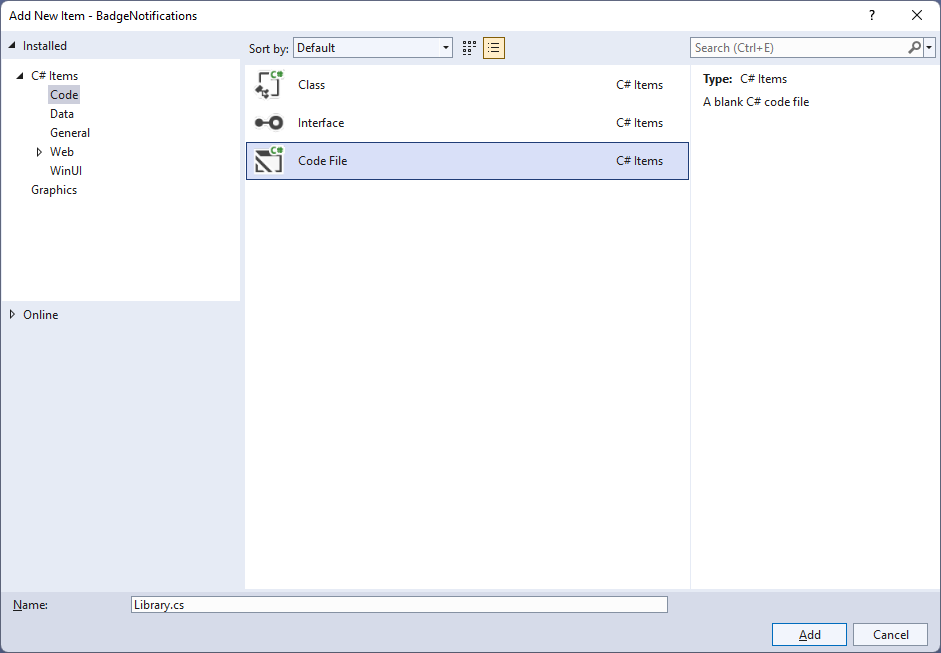 Add New Item - BadgeNotifications
?
Installed
C# Items
Code
Data
General
Web
WinUI
Graphics
Online
Sort by: Default
Class C# Items
Interface C# Items
Code File C# Items
Search (Ctrl+E)
Type: C# Items
A blank C# code file
Name: Library.cs
Add Cancel